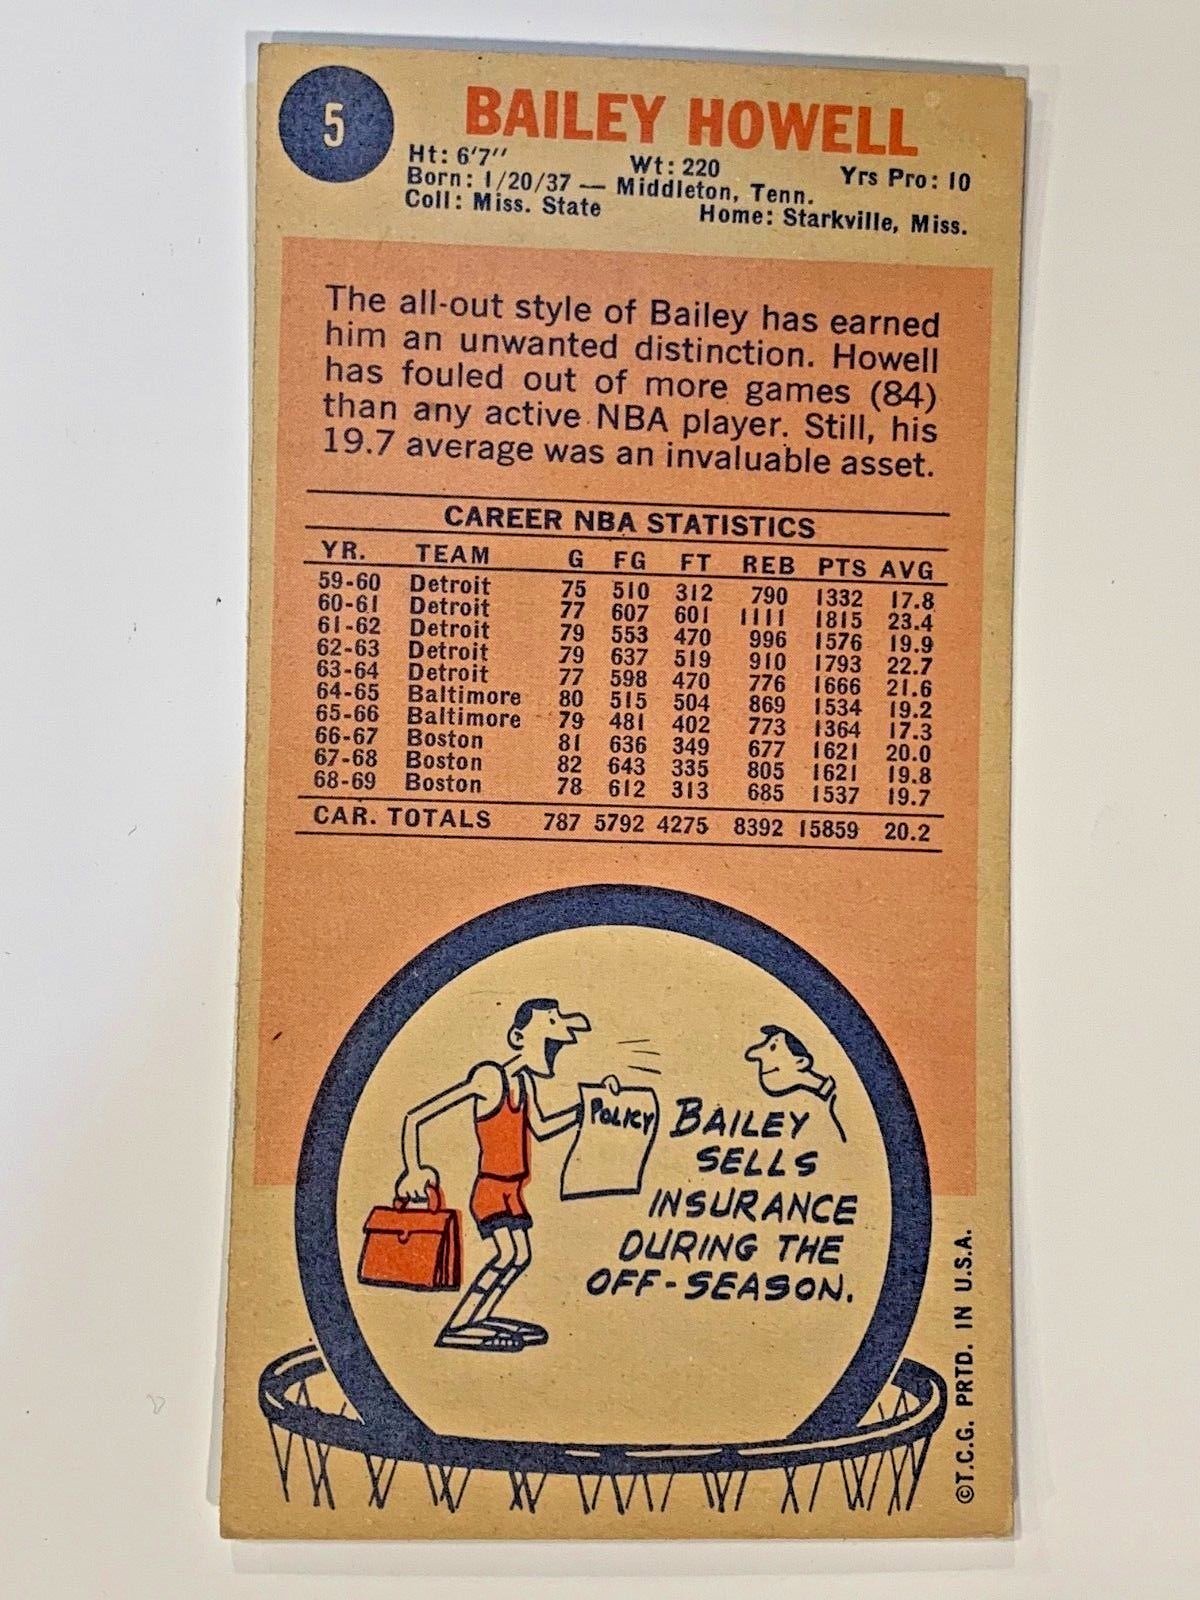 5
BAILEY HOWELL
Ht: 6'7" Wt: 220 Yrs Pro: 10
Born: 1/20/37 — Middleton, Tenn.
Coll: Miss. State Home: Starkville, Miss.
The all-out style of Bailey has earned
him an unwanted distinction. Howell
has fouled out of more games (84)
than any active NBA player. Still, his
19.7 average was an invaluable asset.
CAREER NBA STATISTICS
YR. TEAM G FG FT REB PTS AVG
59-60 Detroit 75 510 312 790 1332 17.8
60-61 Detroit 77 607 601 1111 1815 23.4
61-62 Detroit 79 553 470 996 1576 19.9
62-63 Detroit 79 637 519 910 1793 22.7
63-64 Detroit 77 598 470 776 1666 21.6
64-65 Baltimore 80 515 504 869 1534 19.2
65-66 Baltimore 79 481 402 773 1364 17.3
66-67 Boston 81 636 349 677 1621 20.0
67-68 Boston 82 643 335 805 1621 19.8
68-69 Boston 78 612 313 685 1537 19.7
CAR. TOTALS 787 5792 4275 8392 15859 20.2
POLICY
BAILEY
SELLS
INSURANCE
DURING THE
OFF-SEASON.
©T.C.G. PRTD. IN U.S.A.